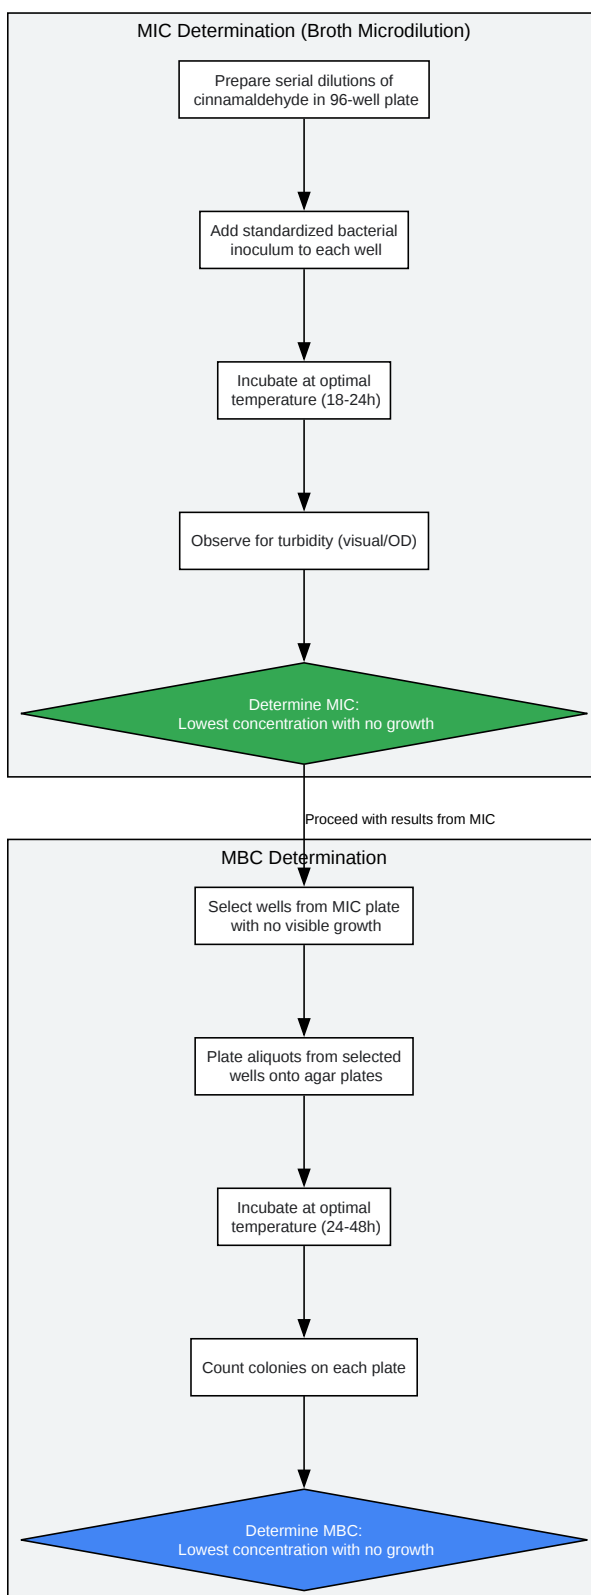 MIC Determination (Broth Microdilution)
Prepare serial dilutions of
cinnamaldehyde in 96-well plate
Add standardized bacterial
inoculum to each well
Incubate at optimal
temperature (18-24h)
Observe for turbidity (visual/OD)
Determine MIC:
Lowest concentration with no growth
Proceed with results from MIC
MBC Determination
Select wells from MIC plate
with no visible growth
Plate aliquots from selected
wells onto agar plates
Incubate at optimal
temperature (24-48h)
Count colonies on each plate
Determine MBC:
Lowest concentration with no growth